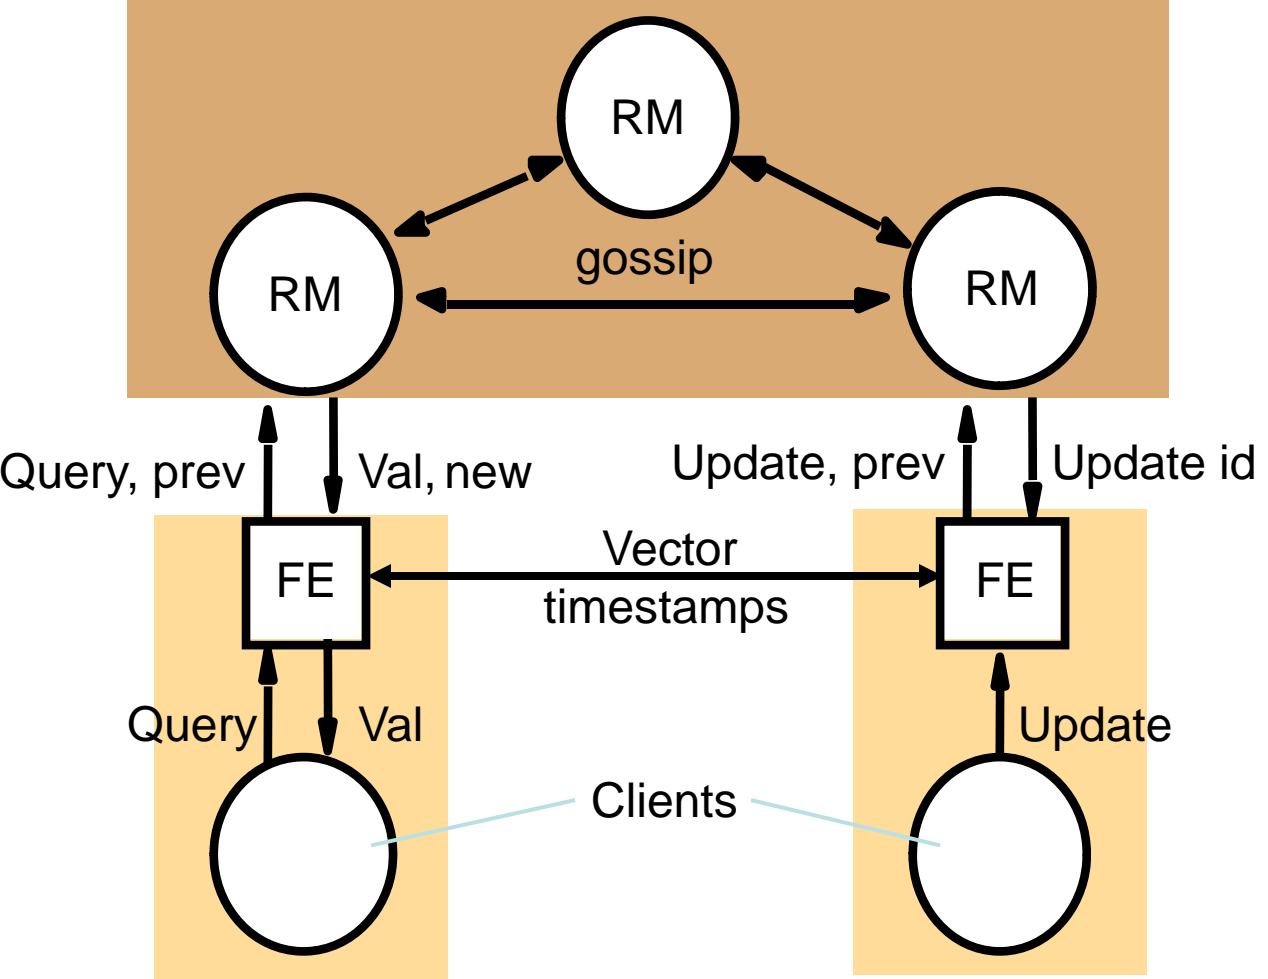 RM
gossip
RM
RM
Query, prev
Val, new
Update, prev
Update id
Vector
timestamps
FE
FE
Query
Val
Update
Clients